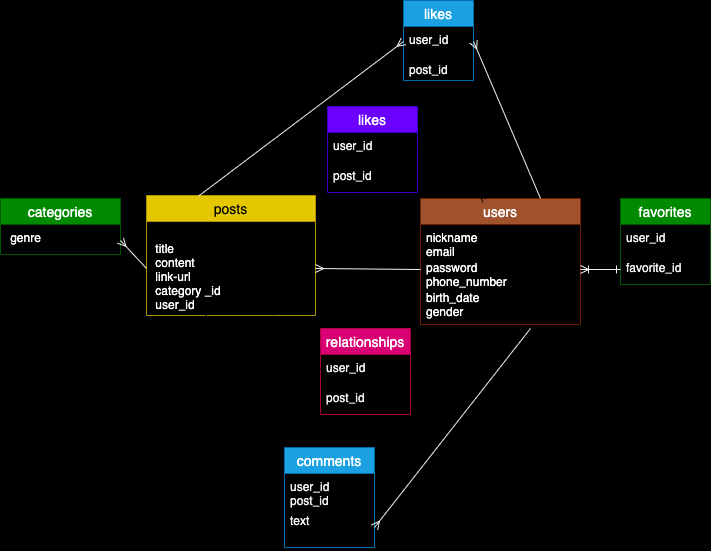 likes
user_id
post_id
likes
user_id
post_id
categories
genre
posts
title
content
link-url
category _id
user_id
users
nickname
email
password
phone_number
birth_date
gender
favorites
user_id
favorite_id
relationships
user_id
post_id
comments
user_id
post_id
text